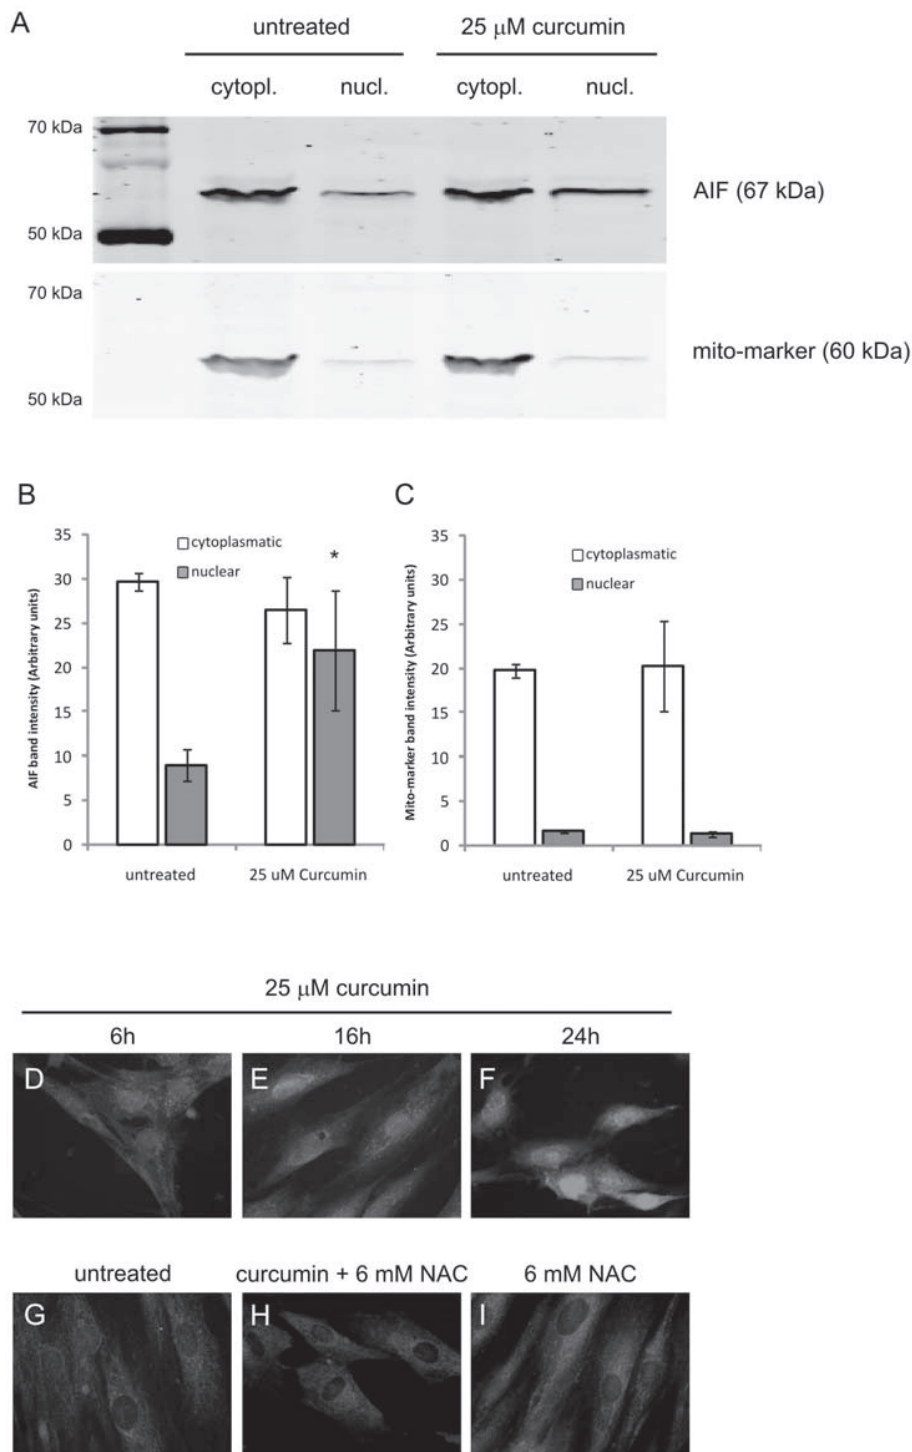 A
untreated
25 μM curcumin
cytopl.
nucl.
cytopl.
nucl.
70 kDa
50 kDa
AIF (67 kDa)
70 kDa
50 kDa
mito-marker (60 kDa)
B
AIF band intensity (Arbitrary units)
35
30
25
20
15
10
5
0
cytoplasmatic
nuclear
*
untreated
25 uM Curcumin
C
Mito-marker band intensity (Arbitrary units)
35
30
25
20
15
10
5
0
cytoplasmatic
nuclear
untreated
25 uM Curcumin
25 μM curcumin
6h
16h
24h
D
E
F
untreated
curcumin + 6 mM NAC
6 mM NAC
G
H
I